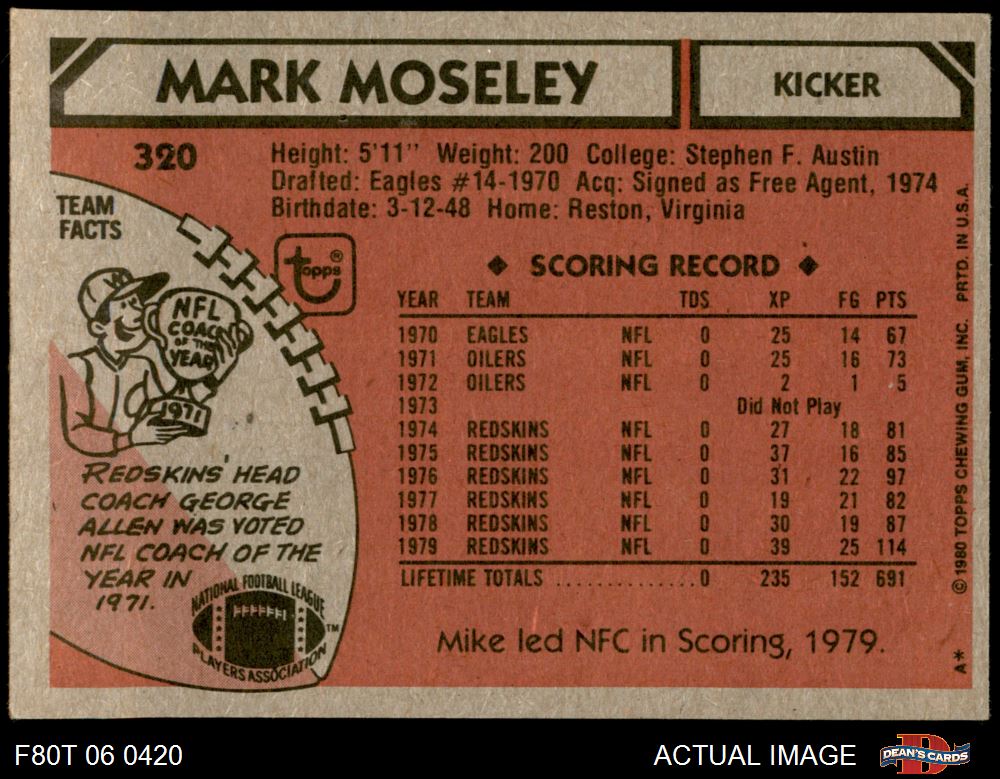 MARK MOSELEY
KICKER
320
Height: 5'11" Weight: 200 College: Stephen F. Austin
Drafted: Eagles #14-1970 Acq: Signed as Free Agent, 1974
Birthdate: 3-12-48 Home: Reston, Virginia
TEAM
FACTS
topps®
W
NFL
COACH
OF THE
YEAR
1971
REDSKINS' HEAD
COACH GEORGE
ALLEN WAS VOTED
NFL COACH OF THE
YEAR IN
1971.
NATIONAL FOOTBALL LEAGUE
PLAYERS ASSOCIATION
TM
◆ SCORING RECORD ◆
YEAR TEAM TDS XP FG PTS
1970 EAGLES NFL 0 25 14 67
1971 OILERS NFL 0 25 16 73
1972 OILERS NFL 0 2 1 5
1973 Did Not Play
1974 REDSKINS NFL 0 27 18 81
1975 REDSKINS NFL 0 37 16 85
1976 REDSKINS NFL 0 31 22 97
1977 REDSKINS NFL 0 19 21 82
1978 REDSKINS NFL 0 30 19 87
1979 REDSKINS NFL 0 39 25 114
LIFETIME TOTALS ..............0 235 152 691
Mike led NFC in Scoring, 1979.
©1980 TOPPS CHEWING GUM, INC. PRTD. IN U.S.A.
A*
F80T 06 0420
ACTUAL IMAGE
D
DEAN'S CARDS